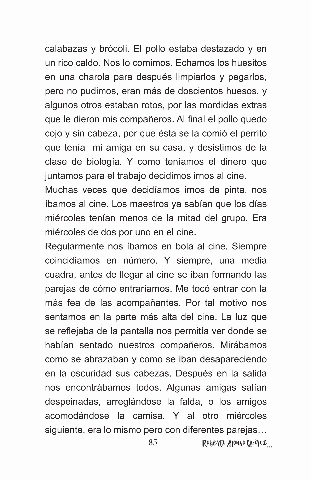 calabazas y brócoli. El pollo estaba destazado y en
un rico caldo. Nos lo comimos. Echamos los huesitos
en una charola para después limpiarlos y pegarlos,
pero no pudimos, eran más de doscientos huesos, y
algunos otros estaban rotos, por las mordidas extras
que le dieron mis compañeros. Al final el pollo quedo
cojo y sin cabeza, por que ésta se la comió el perrito
que tenía mi amiga en su casa, y desistimos de la
clase de biología. Y como teníamos el dinero que
juntamos para el trabajo decidimos irnos al cine.
Muchas veces que decidíamos irnos de pinta, nos
íbamos al cine. Los maestros ya sabían que los días
miércoles tenían menos de la mitad del grupo. Era
miércoles de dos por uno en el cine.
Regularmente nos íbamos en bola al cine. Siempre
coincidíamos en número. Y siempre, una media
cuadra, antes de llegar al cine se iban formando las
parejas de cómo entraríamos. Me tocó entrar con la
más fea de las acompañantes. Por tal motivo nos
sentamos en la parte más alta del cine. La luz que
se reflejaba de la pantalla nos permitía ver donde se
habían sentado nuestros compañeros. Mirábamos
como se abrazaban y como se iban desapareciendo
en la oscuridad sus cabezas. Después en la salida
nos encontrábamos todos. Algunas amigas salían
despeinadas, arreglándose la falda, o los amigos
acomodándose la camisa. Y al otro miércoles
siguiente, era lo mismo pero con diferentes parejas…
85